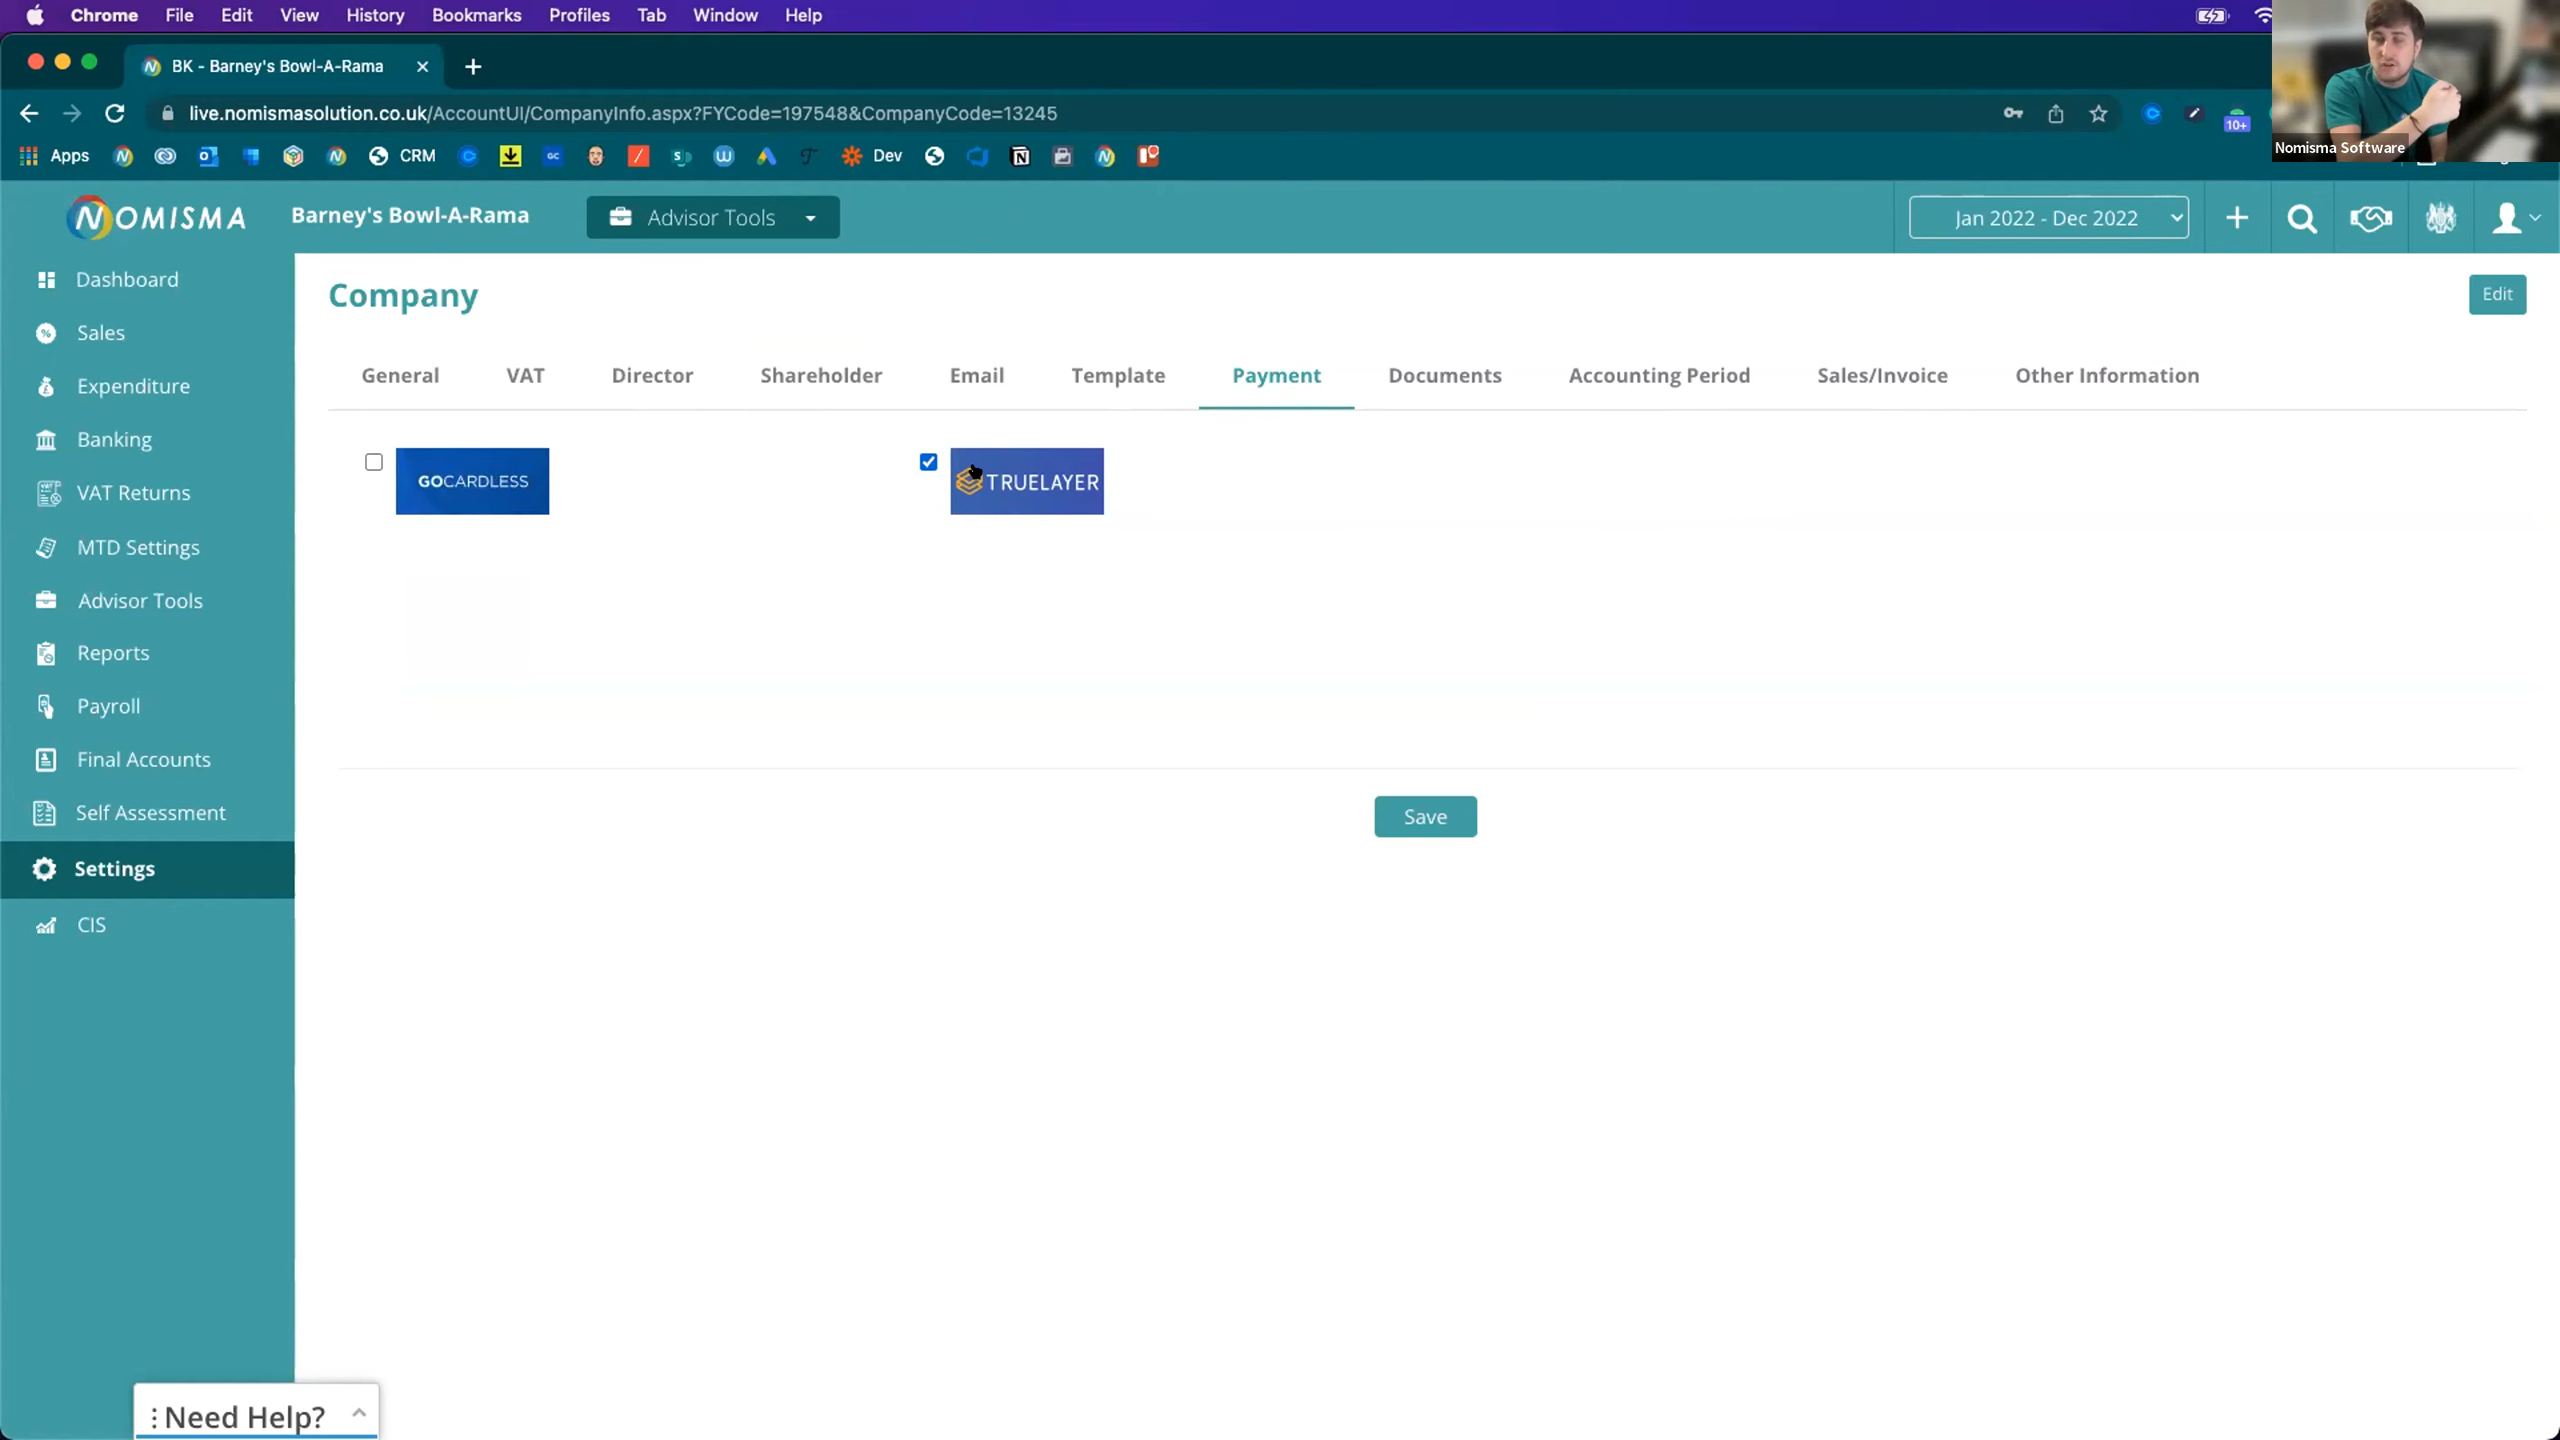 Chrome File Edit View History Bookmarks Profiles Tab Window Help
BK - Barney's Bowl-A-Rama
live.nomismasolution.co.uk/AccountUI/CompanyInfo.aspx?FYCode=197548&CompanyCode=13245
10+
Apps CRM GC Dev
Nomisma Software
NOMISMA Barney's Bowl-A-Rama Advisor Tools Jan 2022 - Dec 2022
Dashboard
Sales
Expenditure
Banking
VAT Returns
MTD Settings
Advisor Tools
Reports
Payroll
Final Accounts
Self Assessment
Settings
CIS
Company Edit
General VAT Director Shareholder Email Template Payment Documents Accounting Period Sales/Invoice Other Information
GOCARDLESS TRUELAYER
Save
Need Help?